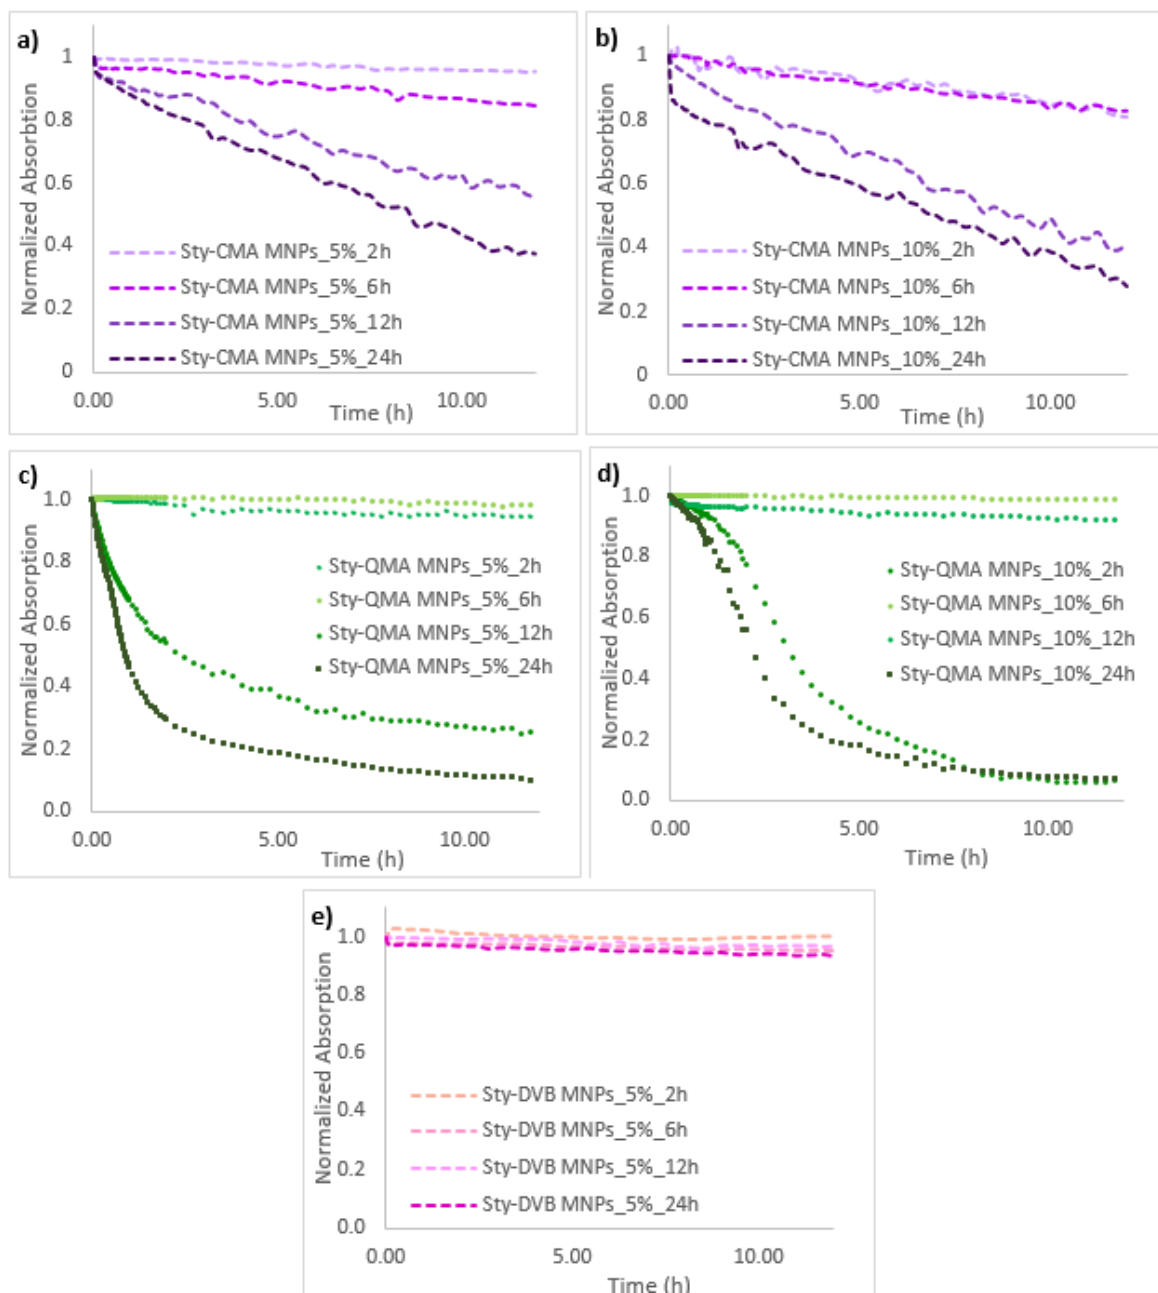 a)
Normalized Absorbtion
1
0.8
0.6
0.4
0.2
0
Sty-CMA MNPs_5%_2h
Sty-CMA MNPs_5%_6h
Sty-CMA MNPs_5%_12h
Sty-CMA MNPs_5%_24h
0.00 5.00 10.00
Time (h)
b)
Normalized Absorption
1
0.8
0.6
0.4
0.2
0
Sty-CMA MNPs_10%_2h
Sty-CMA MNPs_10%_6h
Sty-CMA MNPs_10%_12h
Sty-CMA MNPs_10%_24h
0.00 5.00 10.00
Time (h)
c)
Normalized Absorption
1.0
0.8
0.6
0.4
0.2
0.0
Sty-QMA MNPs_5%_2h
Sty-QMA MNPs_5%_6h
Sty-QMA MNPs_5%_12h
Sty-QMA MNPs_5%_24h
0.00 5.00 10.00
Time (h)
d)
Normalized Absorption
1.0
0.8
0.6
0.4
0.2
0.0
Sty-QMA MNPs_10%_2h
Sty-QMA MNPs_10%_6h
Sty-QMA MNPs_10%_12h
Sty-QMA MNPs_10%_24h
0.00 5.00 10.00
Time (h)
e)
Normalized Absorption
1.0
0.8
0.6
0.4
0.2
0.0
Sty-DVB MNPs_5%_2h
Sty-DVB MNPs_5%_6h
Sty-DVB MNPs_5%_12h
Sty-DVB MNPs_5%_24h
0.00 5.00 10.00
Time (h)